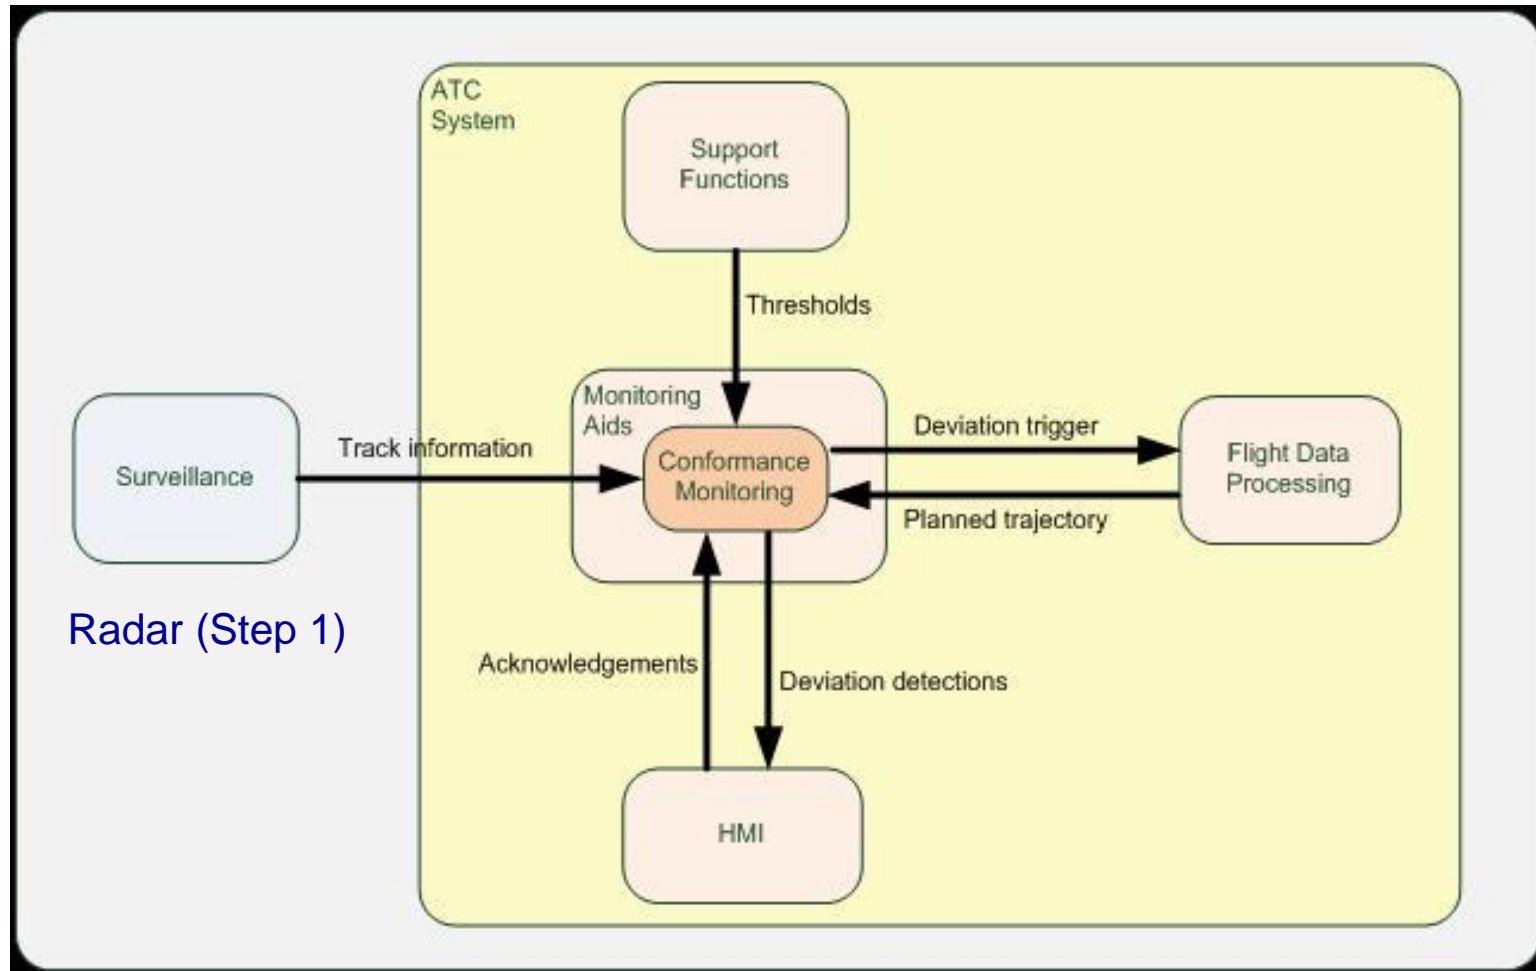 ATC
System
Support
Functions
Thresholds
Monitoring
Aids
Track information
Surveillance
Conformance
Monitoring
Deviation trigger
Flight Data
Processing
Planned trajectory
Radar (Step 1)
Acknowledgements
Deviation detections
HMI